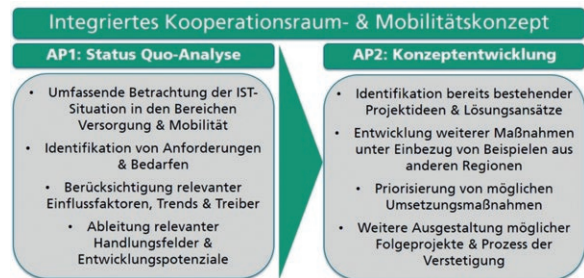 Integriertes Kooperationsraum- & Mobilitätskonzept
AP1: Status Quo-Analyse
• Umfassende Betrachtung der IST-
Situation in den Bereichen
Versorgung & Mobilität
• Identifikation von Anforderungen
& Bedarfen
• Berücksichtigung relevanter
Einflussfaktoren, Trends & Treiber
• Ableitung relevanter
Handlungsfelder &
Entwicklungspotenziale
AP2: Konzeptentwicklung
• Identifikation bereits bestehender
Projektideen & Lösungsansätze
• Entwicklung weiterer Maßnahmen
unter Einbezug von Beispielen aus
anderen Regionen
• Priorisierung von möglichen
Umsetzungsmaßnahmen
• Weitere Ausgestaltung möglicher
Folgeprojekte & Prozess der
Verstetigung